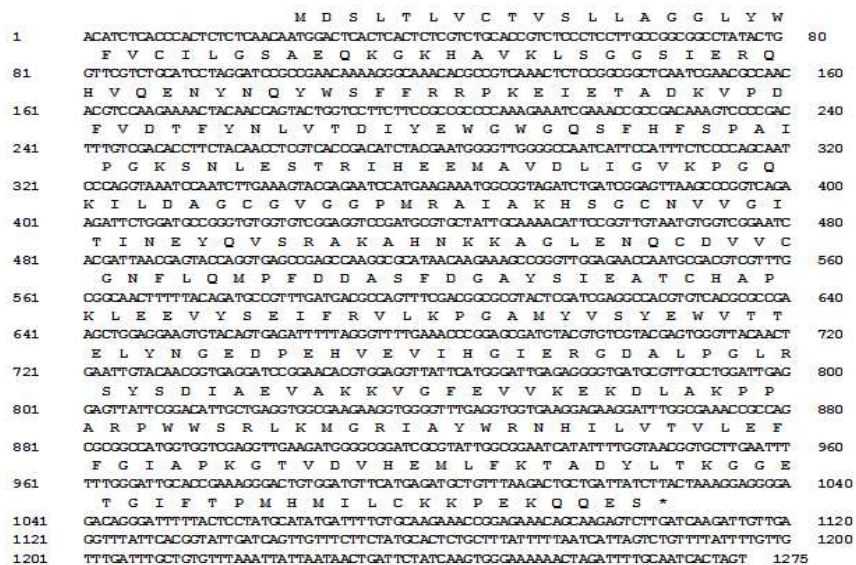 M D S L T L V C T V S L L A G G L Y W
1 ACATCTCACCCACTCTCTCAACAATGGACTCACTCACTCTCGTCTGCACCGTCTCCCTCCTTGCCGGCGGCCTATACTG 80
F V C I L G S A E Q K G K H A V K L S G G S I E R Q
81 GTTCGTCTGCATCCTAGGATCCGCCGAACAAAAGGGCAAACACGCCGTCAAACTCTCCGGCGGCTCAATCGAACGCCAAC 160
H V Q E N Y N Q Y W S F F R R P K E I E T A D K V P D
161 ACGTCCAAGAAAACTACAACCAGTACTGGTCCTTCTTCCGCCGCCCCAAAGAAATCGAAACCGCCGACAAAGTCCCCGAC 240
F V D T F Y N L V T D I Y E W G W G Q S F H F S P A I
241 TTTGTCGACACCTTCTACAACCTCGTCACCGACATCTACGAATGGGGTTGGGGCCAATCATTCCATTTCTCCCCAGCAAT 320
P G K S N L E S T R I H E E M A V D L I G V K P G Q
321 CCCAGGTAAATCCAATCTTGAAAGTACGAGAATCCATGAAGAAATGGCGGTAGATCTGATCGGAGTTAAGCCCGGTCAGA 400
K I L D A G C G V G G P M R A I A K H S G C N V V G I
401 AGATTCTGGATGCCGGGTGTGGTGTCGGAGGTCCGATGCGTGCTATTGCAAAACATTCCGGTTGTAATGTGGTCGGAATC 480
T I N E Y Q V S R A K A H N K K A G L E N Q C D V V C
481 ACGATTAACGAGTACCAGGTGAGCCGAGCCAAGGCGCATAACAAGAAAGCCGGGTTGGAGAACCAATGCGACGTCGTTTG 560
G N F L Q M P F D D A S F D G A Y S I E A T C H A P
561 CGGCAACTTTTTACAGATGCCGTTTGATGACGCCAGTTTCGACGGCGCGTACTCGATCGAGGCCACGTGTCACGCGCCGA 640
K L E E V Y S E I F R V L K P G A M Y V S Y E W V T T
641 AGCTGGAGGAAGTGTACAGTGAGATTTTTAGGGTTTTGAAACCCGGAGCGATGTACGTGTCGTACGAGTGGGTTACAACT 720
E L Y N G E D P E H V E V I H G I E R G D A L P G L R
721 GAATTGTACAACGGTGAGGATCCGGAACACGTGGAGGTTATTCATGGGATTGAGAGGGGTGATGCGTTGCCTGGATTGAG 800
S Y S D I A E V A K K V G F E V V K E K D L A K P P
801 GAGTTATTCGGACATTGCTGAGGTGGCGAAGAAGGTGGGGTTTGAGGTGGTGAAGGAGAAGGATTTGGCGAAACCGCCAG 880
A R P W W S R L K M G R I A Y W R N H I L V T V L E F
881 CGCGGCCATGGTGGTCGAGGTTGAAGATGGGGCGGATCGCGTATTGGCGGAATCATATTTTGGTAACGGTGCTTGAATTT 960
F G I A P K G T V D V H E M L F K T A D Y L T K G G E
961 TTTGGGATTGCACCGAAAGGGACTGTGGATGTTCATGAGATGCTGTTTAAGACTGCTGATTATCTTACTAAAGGAGGGGA 1040
T G I F T P M H M I L C K K P E K Q Q E S *
1041 GACAGGGATTTTTACTCCTATGCATATGATTTTGTGCAAGAAACCGGAGAAACAGCAAGAGTCTTGATCAAGATTGTTGA 1120
1121 GGTTTATTCACGGTATTGATCAGTTGTTTCTTCTATGCACTCTGCTTTATTTTTAATCATTAGTCTGTTTTATTTTGTTG 1200
1201 TTTGATTTGCTGTGTTTAAATTATTAATAACTGATTCTATCAAGTGGGAAAAAACTAGATTTTGCAATCACTAGT 1275